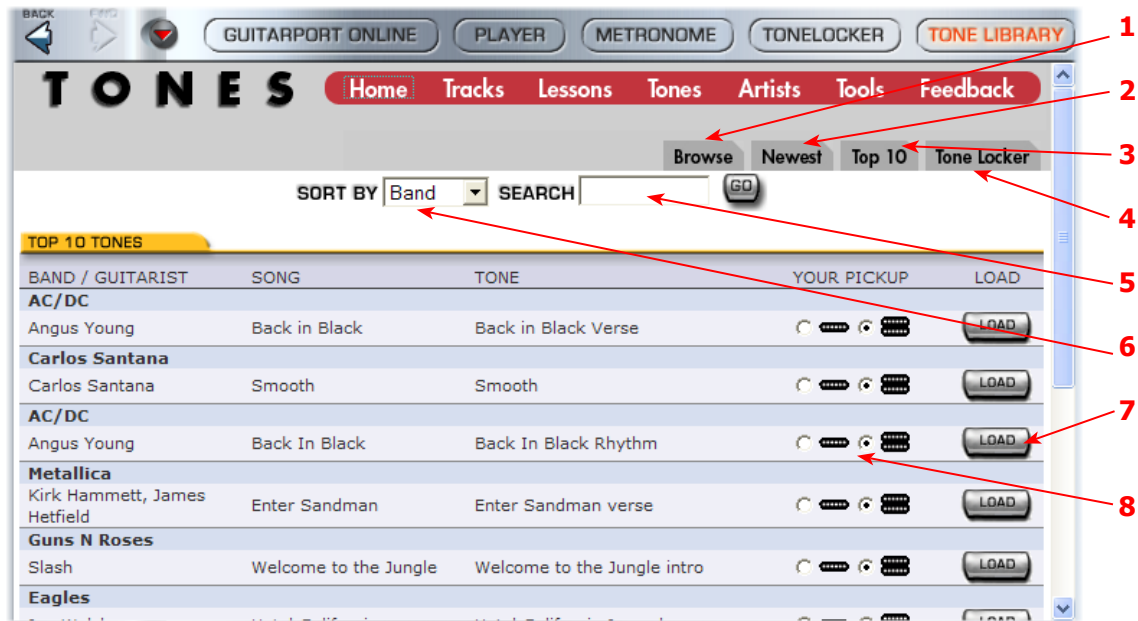 BACK FIND
GUITARPORT ONLINE PLAYER METRONOME TONELOCKER TONE LIBRARY 1
TONES Home Tracks Lessons Tones Artists Tools Feedback 2
Browse Newest Top 10 Tone Locker 3
SORT BY Band SEARCH GO
4
TOP 10 TONES
BAND / GUITARIST SONG TONE YOUR PICKUP LOAD 5
AC/DC
Angus Young Back in Black Back in Black Verse LOAD
Carlos Santana 6
Carlos Santana Smooth Smooth LOAD
AC/DC 7
Angus Young Back In Black Back In Black Rhythm LOAD
Metallica
Kirk Hammett, James
Hetfield Enter Sandman Enter Sandman verse LOAD 8
Guns N Roses
Slash Welcome to the Jungle Welcome to the Jungle intro LOAD
Eagles
LOAD